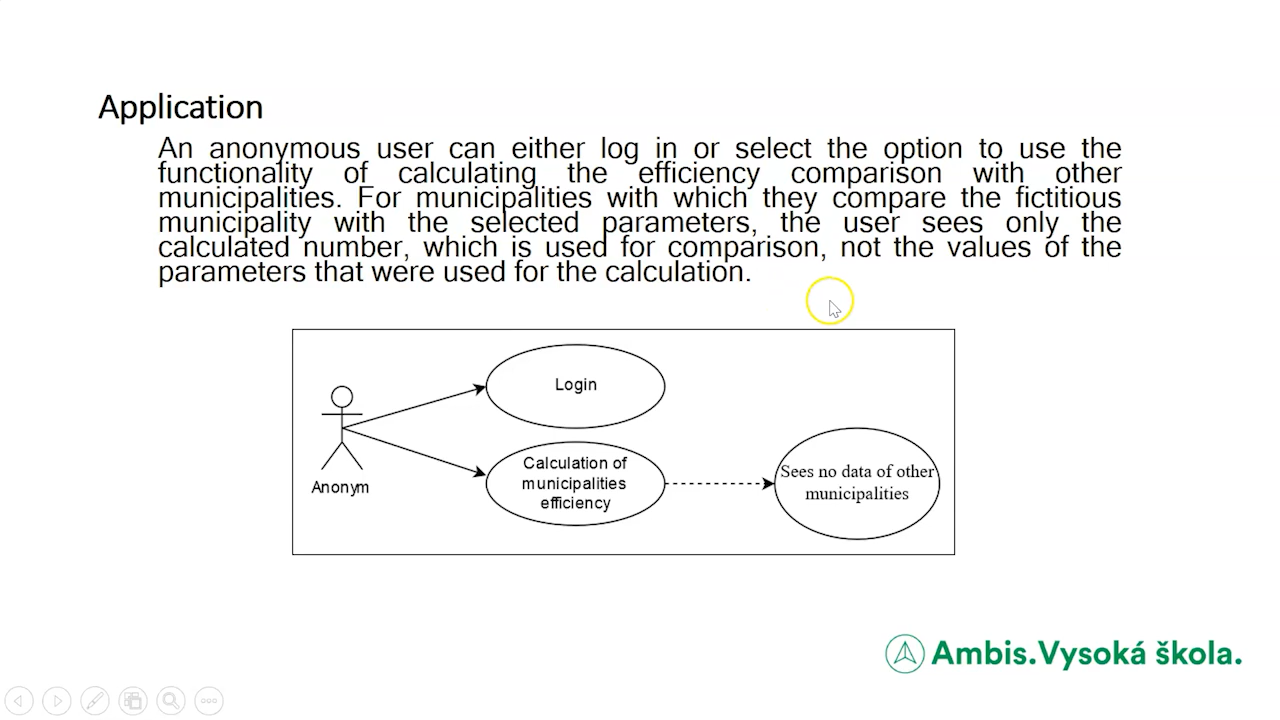 Application
An anonymous user can either log in or select the option to use the
functionality of calculating the efficiency comparison with other
municipalities. For municipalities with which they compare the fictitious
municipality with the selected parameters, the user sees only the
calculated number, which is used for comparison, not the values of the
parameters that were used for the calculation.
Login
Anonym
Calculation of
municipalities
efficiency
Sees no data of other
municipalities
Ambis.Vysoká škola.